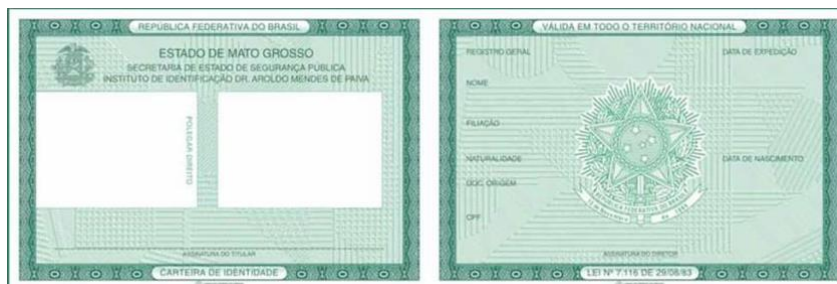 REPÚBLICA FEDERATIVA DO BRASIL
ESTADO DE MATO GROSSO
SECRETARIA DE ESTADO DE SEGURANÇA PÚBLICA
INSTITUTO DE IDENTIFICAÇÃO DR. AROLDO MENDES DE PAIVA
POLEGAR DIREITO
ASSINATURA DO TITULAR
CARTEIRA DE IDENTIDADE
VÁLIDA EM TODO O TERRITÓRIO NACIONAL
REGISTRO GERAL
DATA DE EXPEDIÇÃO
NOME
FILIAÇÃO
NATURALIDADE
DATA DE NASCIMENTO
DOC. ORIGEM
CPF
ASSINATURA DO DIRETOR
LEI Nº 7.116 DE 29/08/83